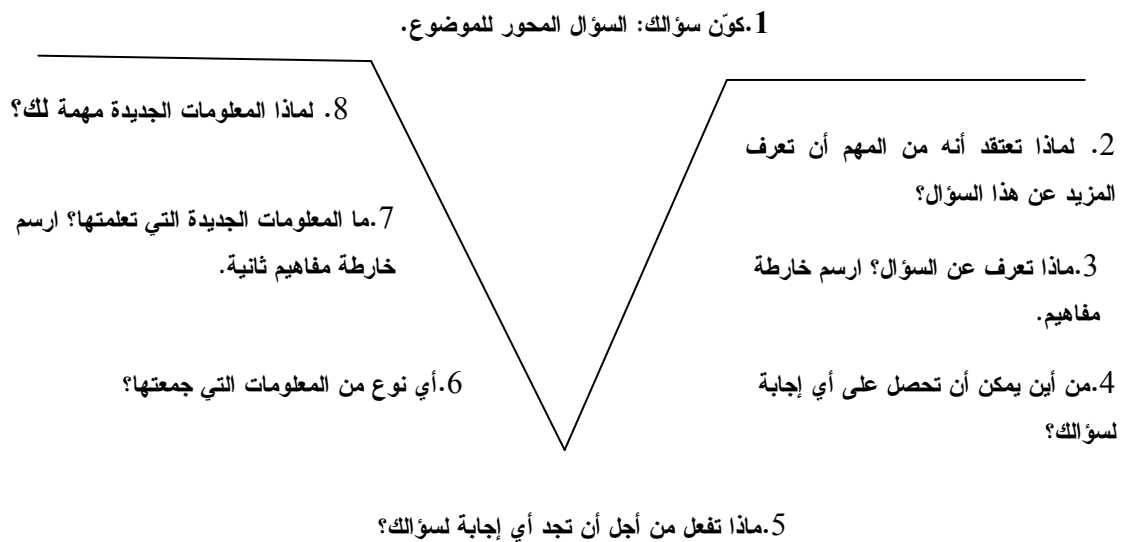 1.كوّن سؤالك: السؤال المحور للموضوع.
2. لماذا تعتقد أنه من المهم أن تعرف
المزيد عن هذا السؤال؟
3.ماذا تعرف عن السؤال؟ ارسم خارطة
مفاهيم.
4.من أين يمكن أن تحصل على أي إجابة
لسؤالك؟
5.ماذا تفعل من أجل أن تجد أي إجابة لسؤالك؟
6.أي نوع من المعلومات التي جمعتها؟
7.ما المعلومات الجديدة التي تعلمتها؟ ارسم
خارطة مفاهيم ثانية.
8. لماذا المعلومات الجديدة مهمة لك؟